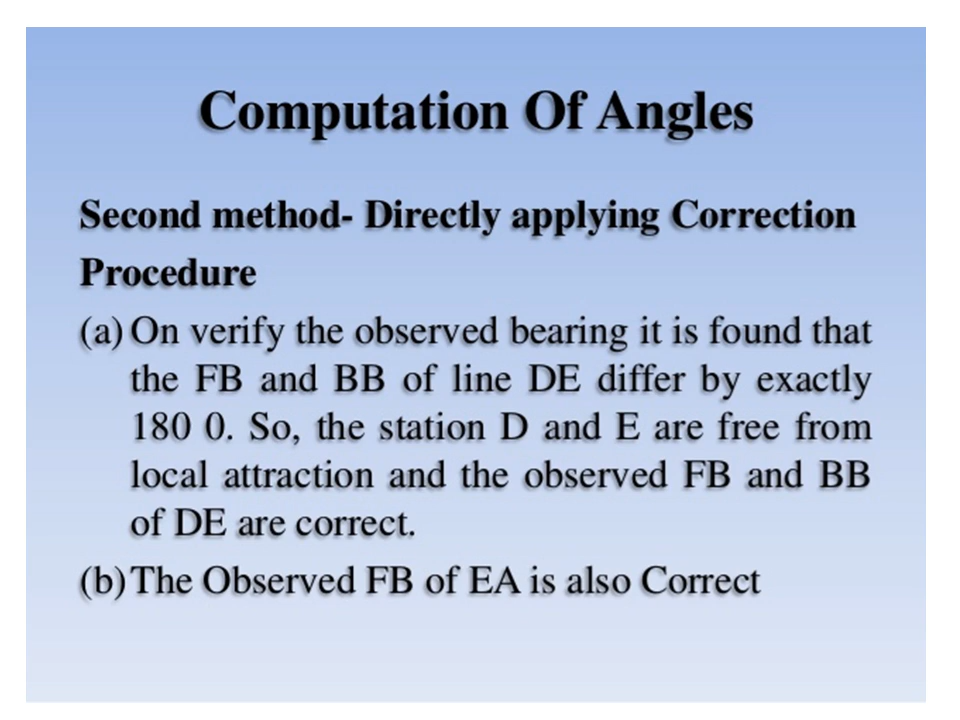 Computation Of Angles
Second method- Directly applying Correction
Procedure
(a) On verify the observed bearing it is found that
the FB and BB of line DE differ by exactly
180 0. So, the station D and E are free from
local attraction and the observed FB and BB
of DE are correct.
(b) The Observed FB of EA is also Correct